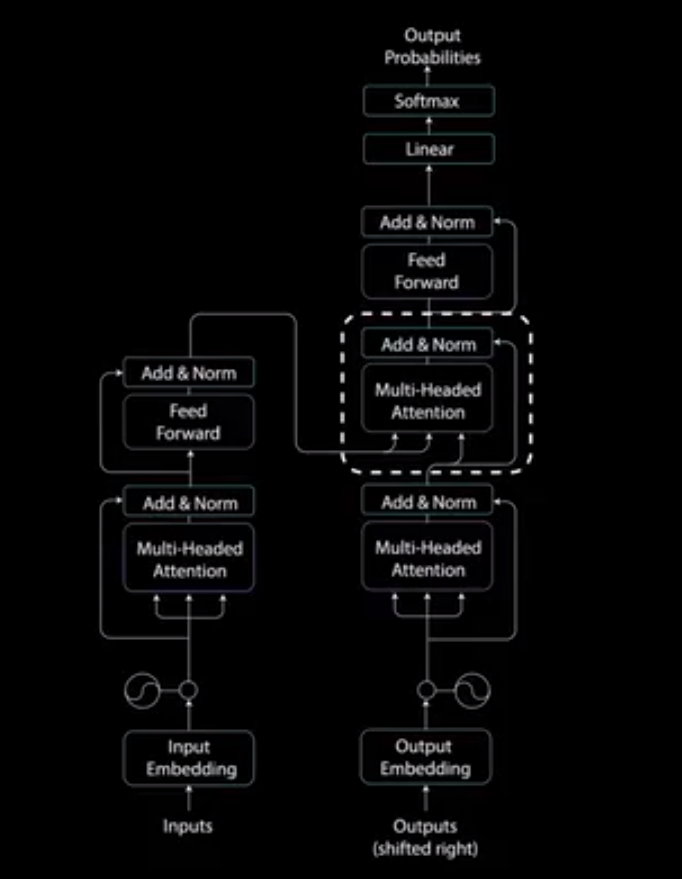 Output
Probabilities
Softmax
Linear
Add & Norm
Feed
Forward
Add & Norm
Multi-Headed
Attention
Add & Norm
Multi-Headed
Attention
Output
Embedding
Outputs
(shifted right)
Add & Norm
Feed
Forward
Add & Norm
Multi-Headed
Attention
Input
Embedding
Inputs